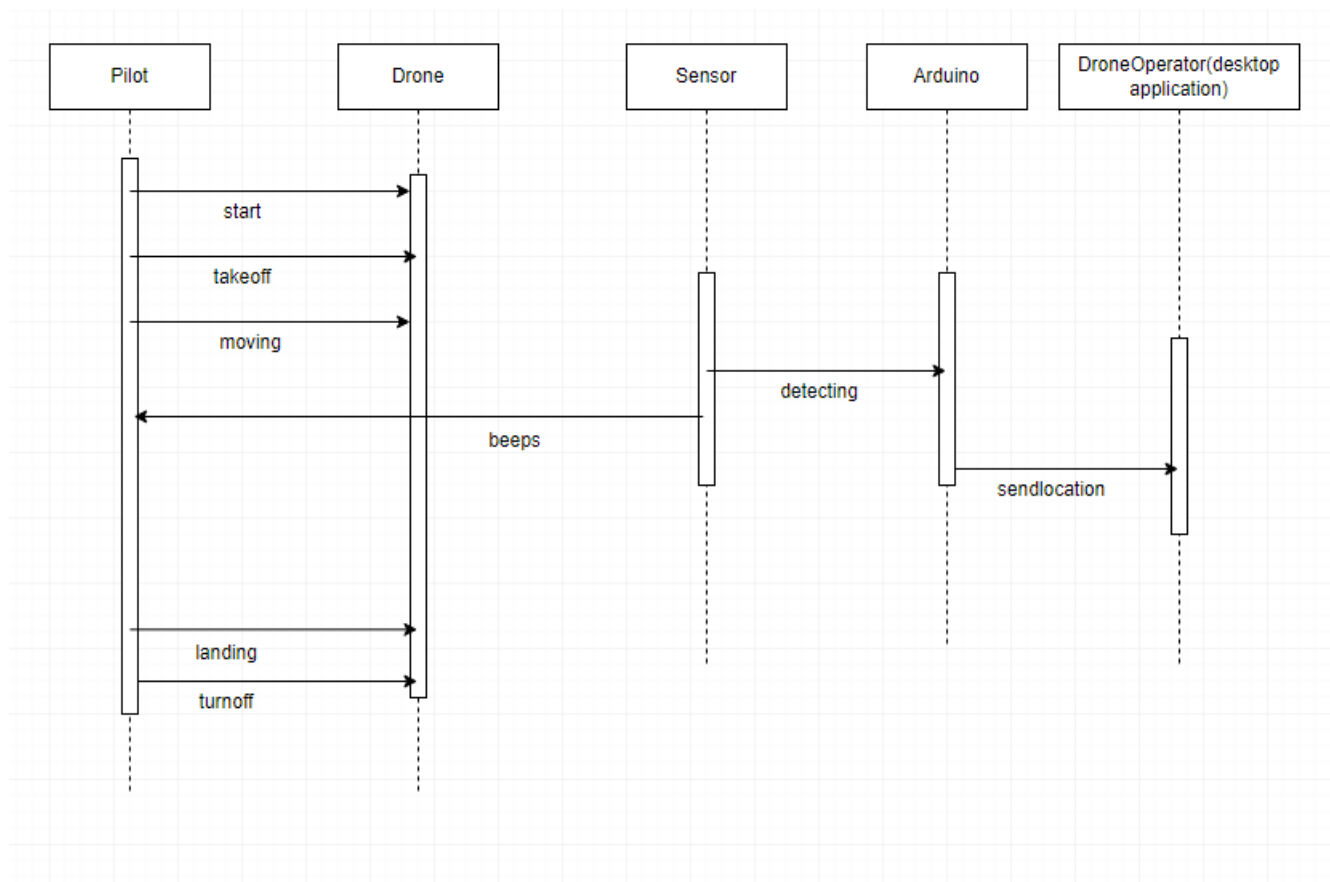 Pilot
Drone
Sensor
Arduino
DroneOperator(desktop
application)
start
takeoff
moving
detecting
beeps
sendlocation
landing
turnoff